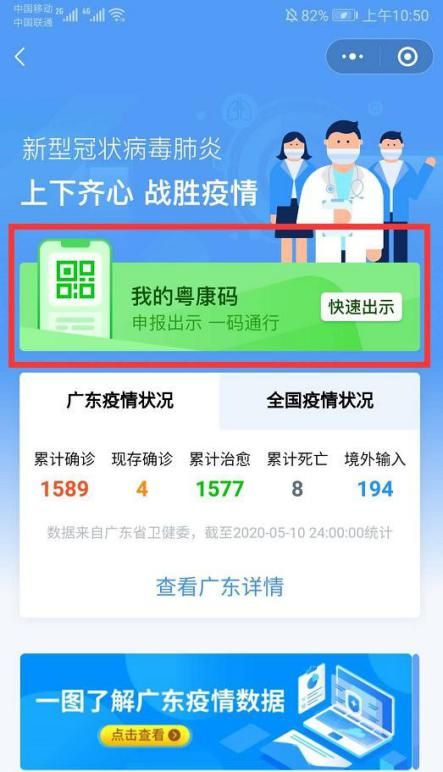 中国移动 2G 4G 82% 上午10:50
中国联通
新型冠状病毒肺炎
上下齐心 战胜疫情
我的粤康码
申报出示 一码通行
快速出示
广东疫情状况 全国疫情状况
累计确诊 现存确诊 累计治愈 累计死亡 境外输入
1589 4 1577 8 194
数据来自广东省卫健委，截至2020-05-10 24:00:00统计
查看广东详情
一图了解广东疫情数据
点击查看